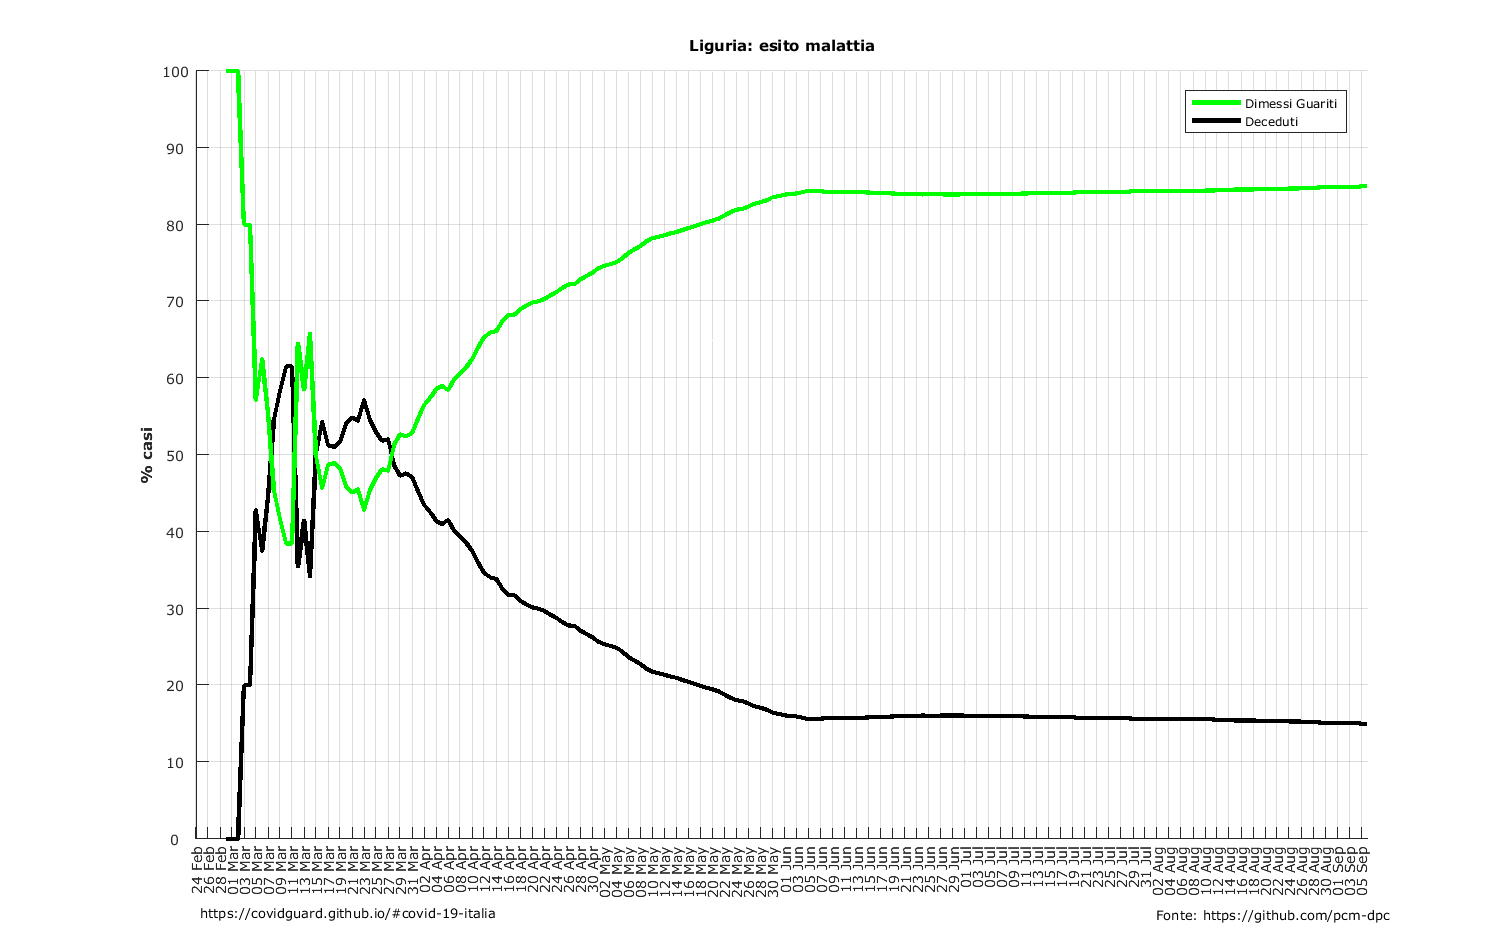 Liguria: esito malattia
Dimessi Guariti
Deceduti
% casi
100
90
80
70
60
50
40
30
20
10
0
24 Feb
26 Feb
28 Feb
01 Mar
03 Mar
05 Mar
07 Mar
09 Mar
11 Mar
13 Mar
15 Mar
17 Mar
19 Mar
21 Mar
23 Mar
25 Mar
27 Mar
29 Mar
31 Mar
02 Apr
04 Apr
06 Apr
08 Apr
10 Apr
12 Apr
14 Apr
16 Apr
18 Apr
20 Apr
22 Apr
24 Apr
26 Apr
28 Apr
30 Apr
02 May
04 May
06 May
08 May
10 May
12 May
14 May
16 May
18 May
20 May
22 May
24 May
26 May
28 May
30 May
01 Jun
03 Jun
05 Jun
07 Jun
09 Jun
11 Jun
13 Jun
15 Jun
17 Jun
19 Jun
21 Jun
23 Jun
25 Jun
27 Jun
29 Jun
01 Jul
03 Jul
05 Jul
07 Jul
09 Jul
11 Jul
13 Jul
15 Jul
17 Jul
19 Jul
21 Jul
23 Jul
25 Jul
27 Jul
29 Jul
31 Jul
02 Aug
04 Aug
06 Aug
08 Aug
10 Aug
12 Aug
14 Aug
16 Aug
18 Aug
20 Aug
22 Aug
24 Aug
26 Aug
28 Aug
30 Aug
01 Sep
03 Sep
05 Sep
https://covidguard.github.io/#covid-19-italia
Fonte: https://github.com/pcm-dpc